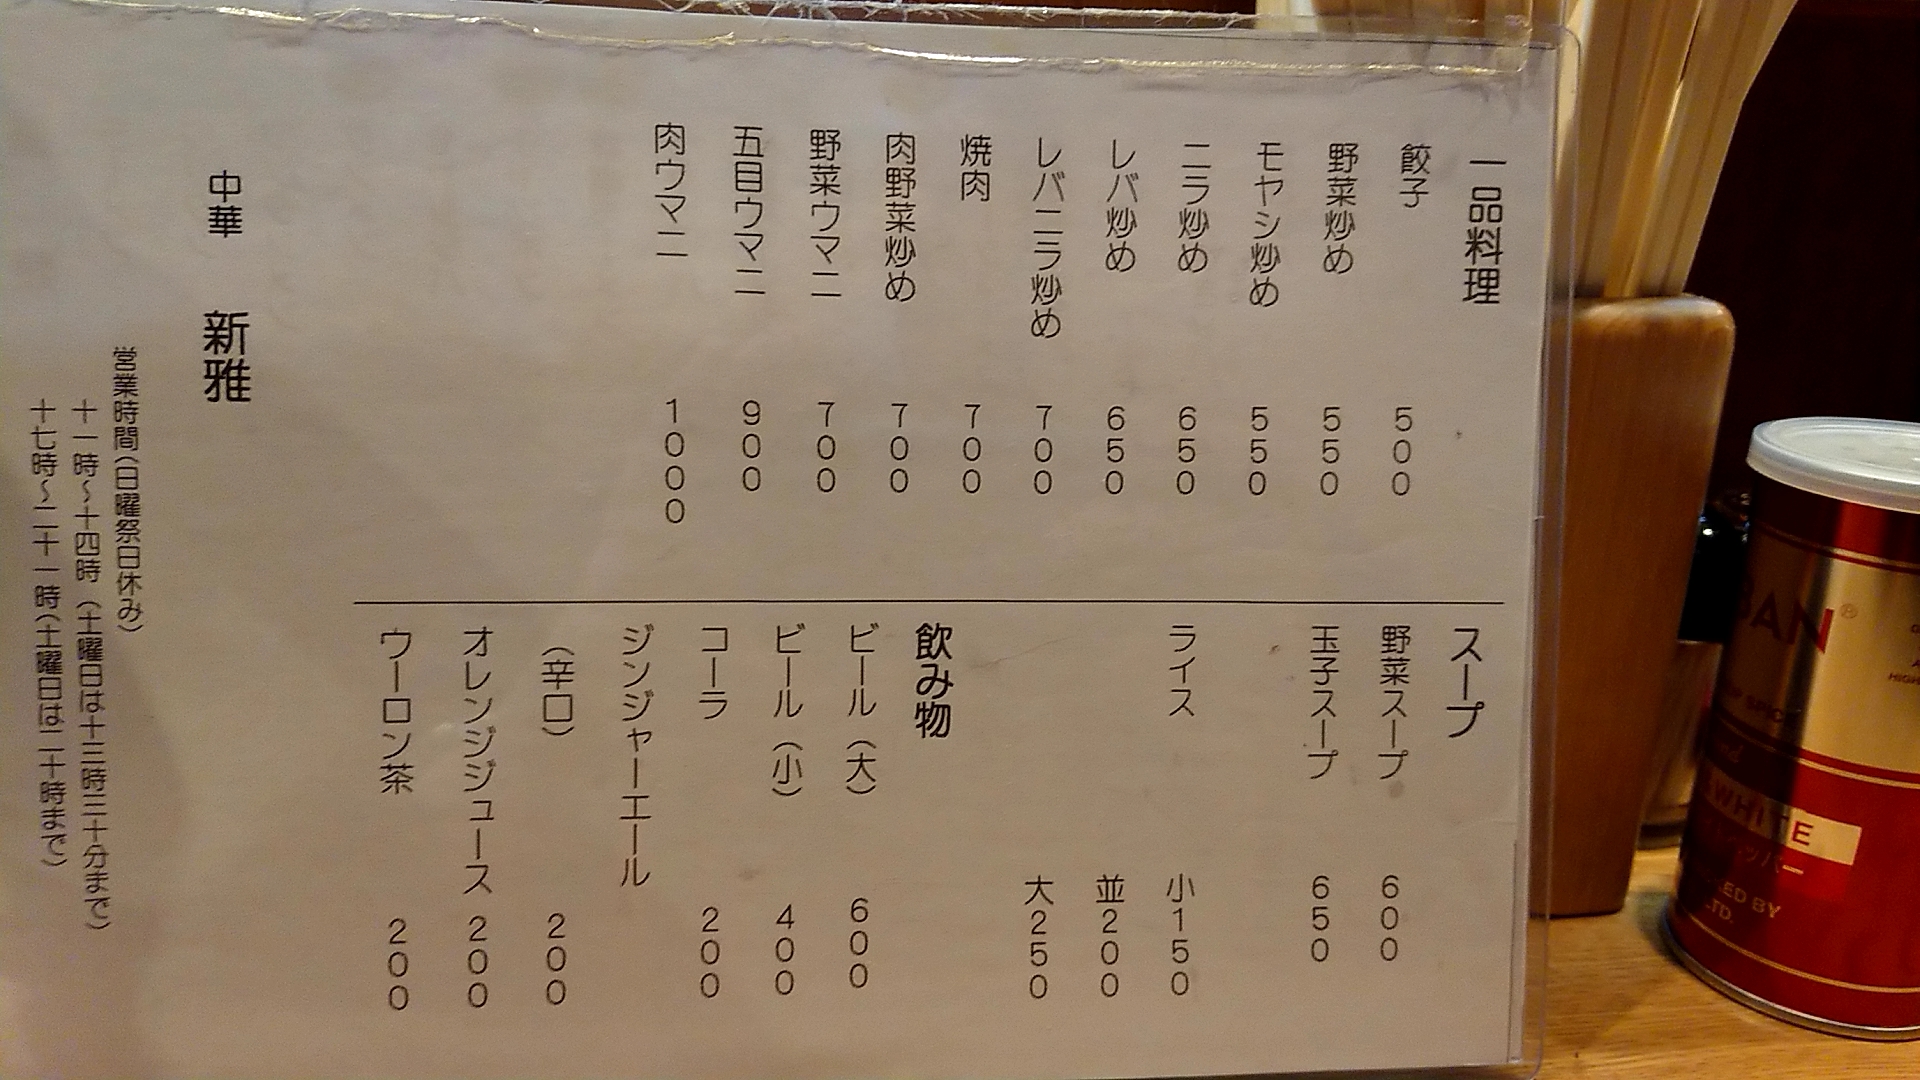 一品料理
餃子 500
野菜炒め 550
モヤシ炒め 550
ニラ炒め 650
レバ炒め 650
レバニラ炒め 700
焼肉 700
肉野菜炒め 700
野菜ウマニ 700
五目ウマニ 900
肉ウマニ 1000
スープ
野菜スープ 600
玉子スープ 650
ライス 小150
並200
大250
飲み物
ビール(大) 600
ビール(小) 400
コーラ 200
ジンジャーエール
(辛口) 200
オレンジジュース 200
ウーロン茶 200
中華 新雅
営業時間(日曜祭日休み)
十一時~十四時(土曜日は十三時三十分まで)
十七時~二十一時(土曜日は二十時まで)
BAN
WHITE
BY
LTD.